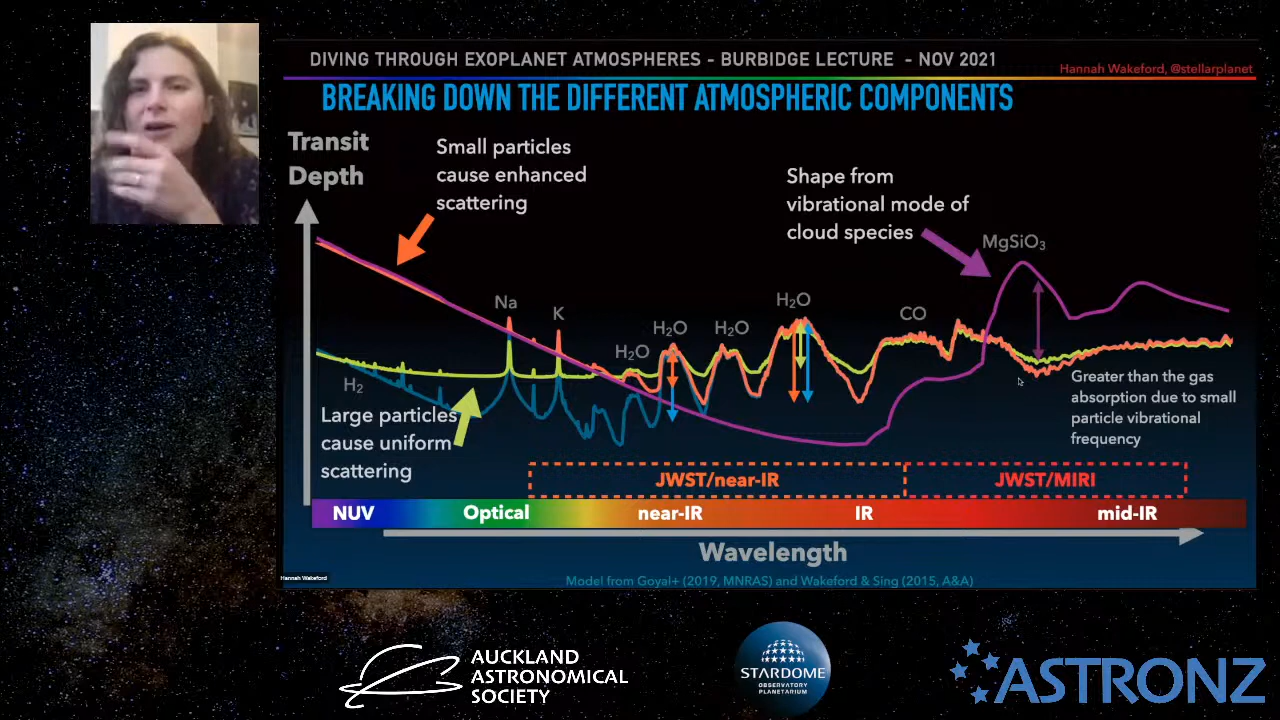 DIVING THROUGH EXOPLANET ATMOSPHERES - BURBIDGE LECTURE - NOV 2021
Hannah Wakeford, @stellarplanet
BREAKING DOWN THE DIFFERENT ATMOSPHERIC COMPONENTS
Transit
Depth
Small particles
cause enhanced
scattering
Shape from
vibrational mode of
cloud species
MgSiO₃
Na
K
H₂O
H₂O
H₂O
H₂O
CO
H₂
Large particles
cause uniform
scattering
Greater than the gas
absorption due to small
particle vibrational
frequency
JWST/near-IR
JWST/MIRI
NUV
Optical
near-IR
IR
mid-IR
Wavelength
Hannah Wakeford
Model from Goyal+ (2019, MNRAS) and Wakeford & Sing (2015, A&A)
AUCKLAND
ASTRONOMICAL
SOCIETY
STARDOME
OBSERVATORY
PLANETARIUM
ASTRONZ